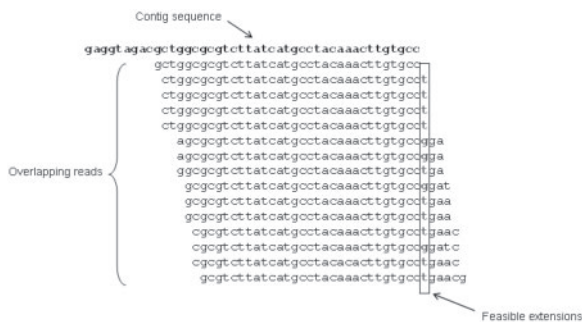 Contig sequence
gaggtagacgctggcgcgtcttatcatgcctacaaacttgtgcc
gctggcgcgtcttatcatgcctacaaacttgtgcc
ctggcgcgtcttatcatgcctacaaacttgtgcct
ctggcgcgtcttatcatgcctacaaacttgtgcct
ctggcgcgtcttatcatgcctacaaacttgtgcct
ctggcgcgtcttatcatgcctacaaacttgtgcct
agcgcgtcttatcatgcctacaaacttgtgccgga
agcgcgtcttatcatgcctacaaacttgtgccgga
Overlapping reads
ggcgcgtcttatcatgcctacaaacttgtgcctga
gcgcgtcttatcatgcctacaaacttgtgccggat
gcgcgtcttatcatgcctacaaacttgtgcctgaa
gcgcgtcttatcatgcctacaaacttgtgcctgaa
cgcgtcttatcatgcctacaaacttgtgcctgaac
cgcgtcttatcatgcctacaaacttgtgccggatc
cgcgtcttatcatgcctacacacttgtgcctgaac
gcgtcttatcatgcctacaaacttgtgcctgaacg
Feasible extensions